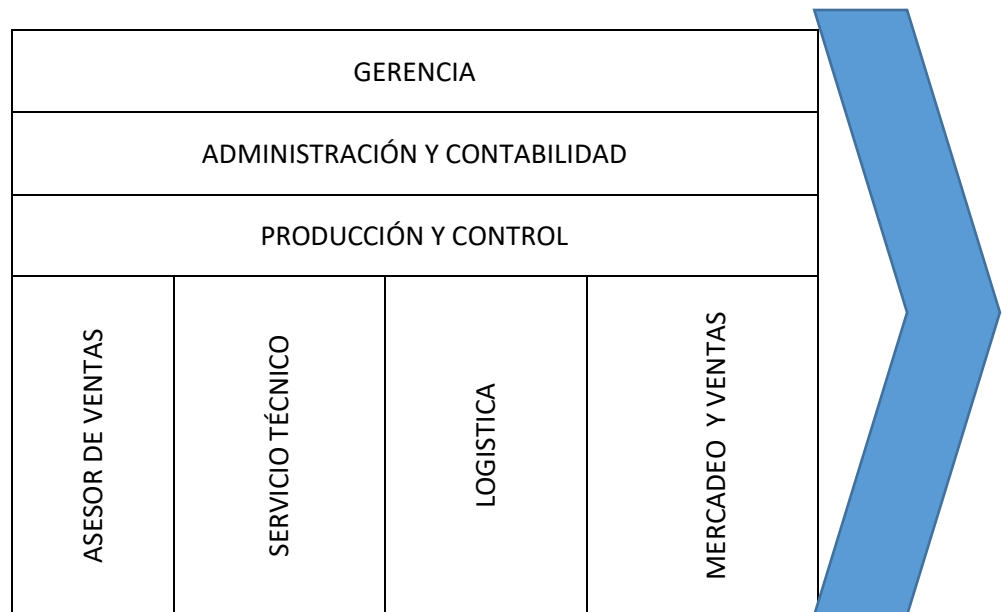 GERENCIA
ADMINISTRACIÓN Y CONTABILIDAD
PRODUCCIÓN Y CONTROL
ASESOR DE VENTAS
SERVICIO TÉCNICO
LOGISTICA
MERCADEO Y VENTAS